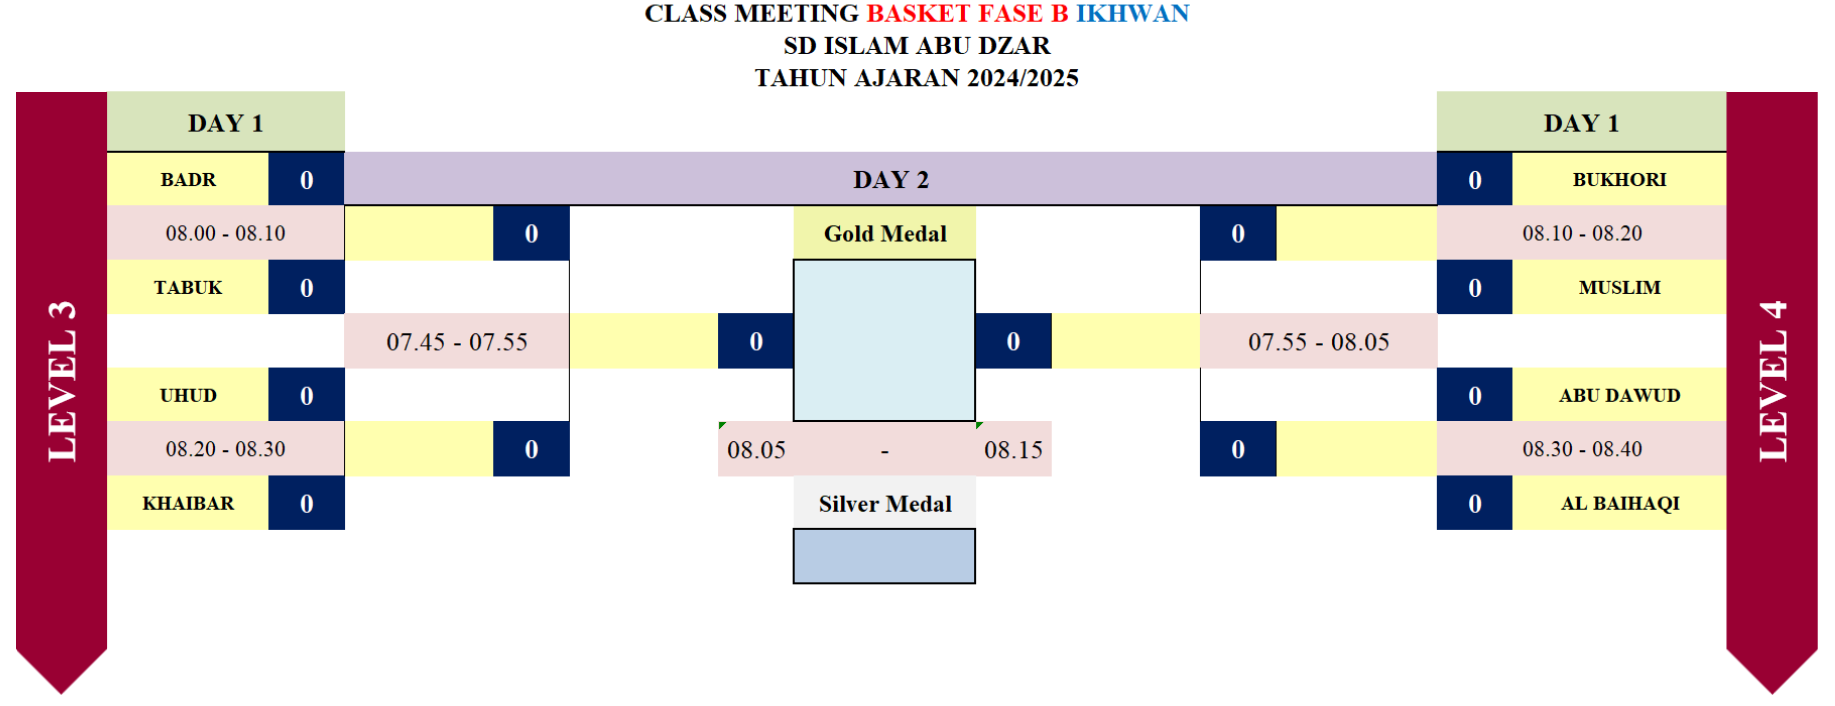 CLASS MEETING BASKET FASE B IKHWAN
SD ISLAM ABU DZAR
TAHUN AJARAN 2024/2025
DAY 1 DAY 1
BADR 0 DAY 2 0 BUKHORI
08.00 - 08.10 0 Gold Medal 0 08.10 - 08.20
TABUK 0 0 MUSLIM
LEVEL 3 07.45 - 07.55 0 0 07.55 - 08.05 LEVEL 4
UHUD 0 0 ABU DAWUD
08.20 - 08.30 0 08.05 - 08.15 0 08.30 - 08.40
KHAIBAR 0 Silver Medal 0 AL BAIHAQI